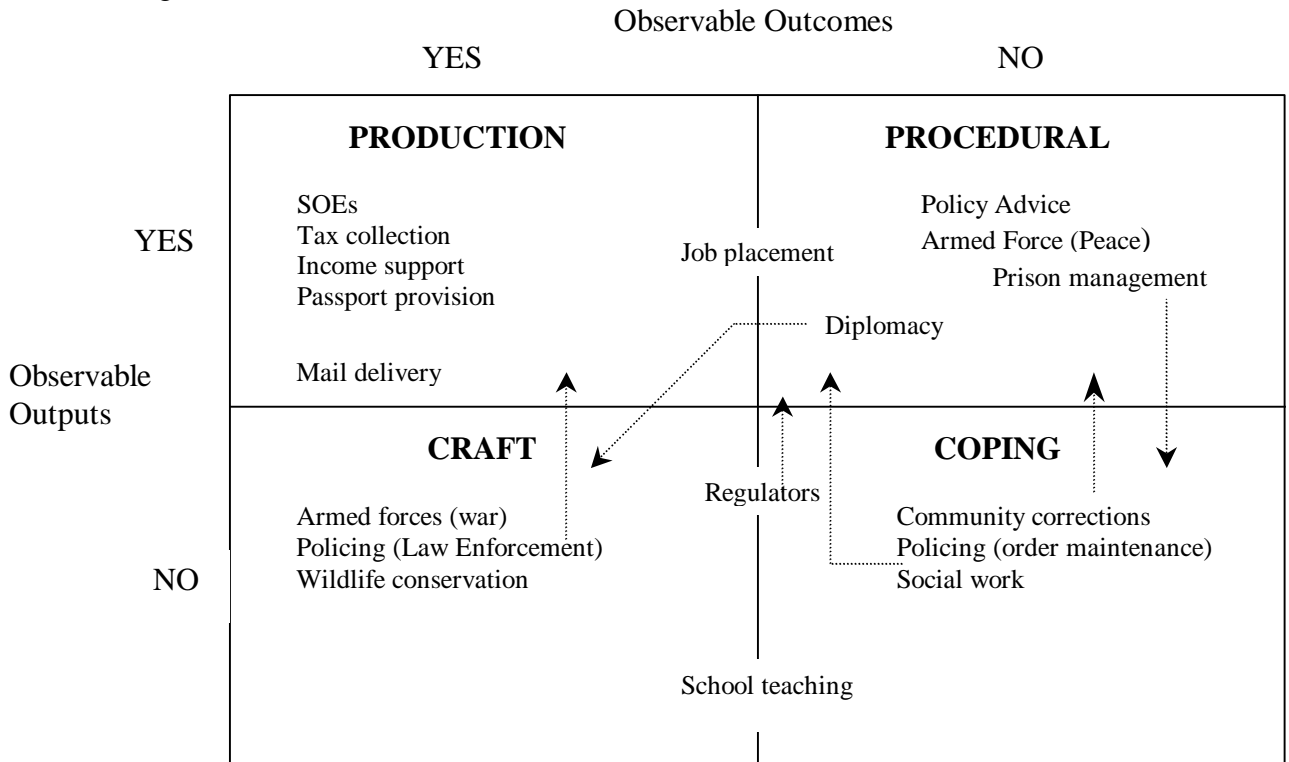 Observable Outcomes
YES NO
PRODUCTION PROCEDURAL
SOEs
Tax collection
Income support
Passport provision
Mail delivery
Job placement
Policy Advice
Armed Force (Peace)
Prison management
Diplomacy
YES
Observable
Outputs
NO
CRAFT COPING
Armed forces (war)
Policing (Law Enforcement)
Wildlife conservation
Regulators
Community corrections
Policing (order maintenance)
Social work
School teaching